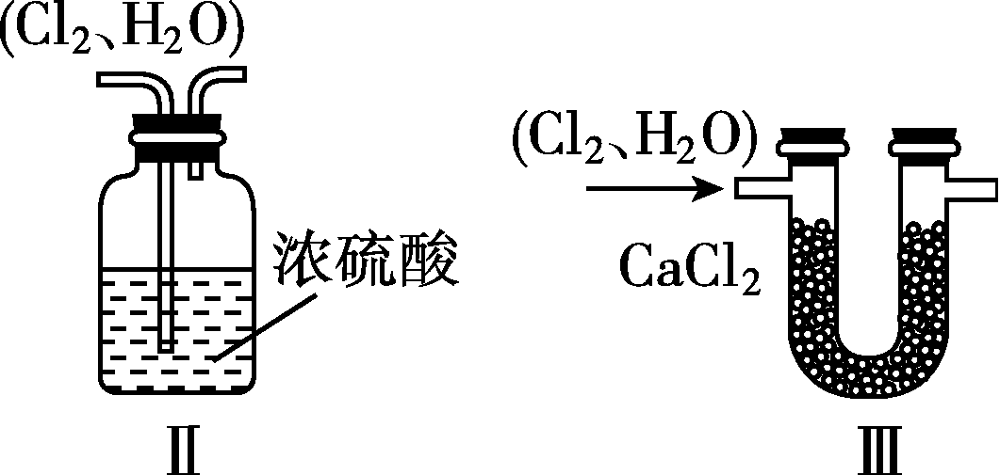 (Cl₂、H₂O)
浓硫酸
Ⅱ
(Cl₂、H₂O)
CaCl₂
Ⅲ